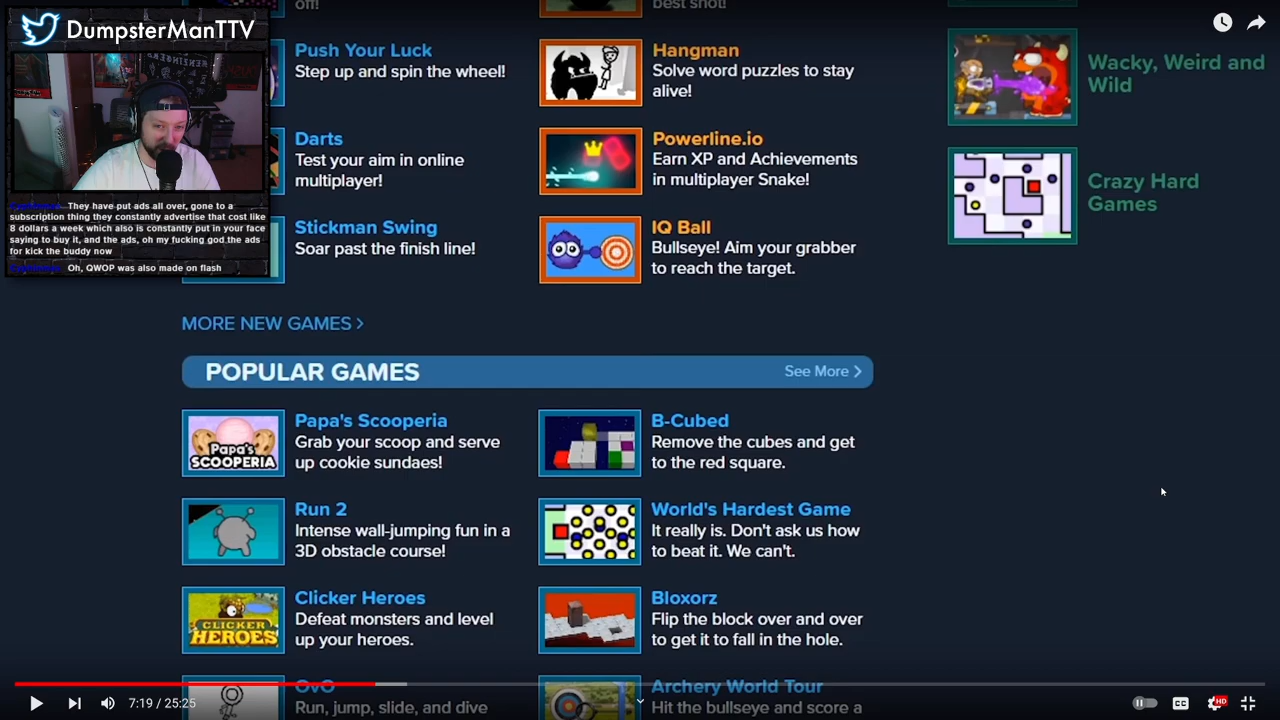 DumpsterManTTV
off!
best shot!
Push Your Luck
Step up and spin the wheel!
Hangman
Solve word puzzles to stay
alive!
Wacky, Weird and
Wild
Darts
Test your aim in online
multiplayer!
Powerline.io
Earn XP and Achievements
in multiplayer Snake!
Crazy Hard
Games
They have put ads all over, gone to a
subscription thing they constantly advertise that cost like
8 dollars a week which also is constantly put in your face
saying to buy it, and the ads, oh my fucking god the ads
for kick the buddy now
Oh, QWOP was also made on flash
Stickman Swing
Soar past the finish line!
IQ Ball
Bullseye! Aim your grabber
to reach the target.
MORE NEW GAMES >
POPULAR GAMES
See More >
Papa's SCOOPERIA
Papa's Scooperia
Grab your scoop and serve
up cookie sundaes!
B-Cubed
Remove the cubes and get
to the red square.
Run 2
Intense wall-jumping fun in a
3D obstacle course!
World's Hardest Game
It really is. Don't ask us how
to beat it. We can't.
CLICKER HEROES
Clicker Heroes
Defeat monsters and level
up your heroes.
Bloxorz
Flip the block over and over
to get it to fall in the hole.
OvO
Run, jump, slide, and dive
Archery World Tour
Hit the bullseye and score a
7:19 / 25:25
CC
HD